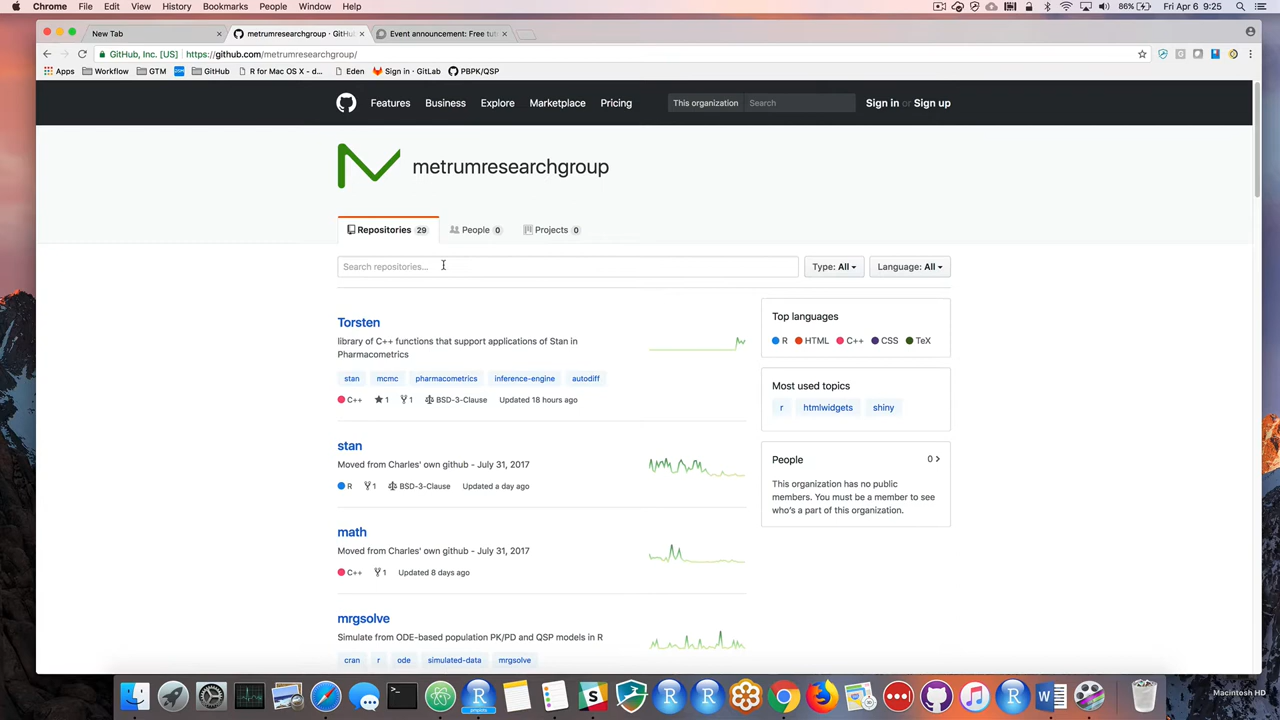 Chrome File Edit View History Bookmarks People Window Help 86% Fri Apr 6 9:25
New Tab × metrumresearchgroup · GitHu × Event announcement: Free tut ×
GitHub, Inc. [US] https://github.com/metrumresearchgroup/
Apps Workflow GTM GitHub R for Mac OS X - d... Eden Sign in · GitLab PBPK/QSP
Features Business Explore Marketplace Pricing This organization Search Sign in or Sign up
metrumresearchgroup
Repositories 29 People 0 Projects 0
Search repositories... Type: All Language: All
Torsten
library of C++ functions that support applications of Stan in
Pharmacometrics
stan mcmc pharmacometrics inference-engine autodiff
C++ 1 1 BSD-3-Clause Updated 18 hours ago
stan
Moved from Charles' own github - July 31, 2017
R 1 BSD-3-Clause Updated a day ago
math
Moved from Charles' own github - July 31, 2017
C++ 1 Updated 8 days ago
mrgsolve
Simulate from ODE-based population PK/PD and QSP models in R
cran r ode simulated-data mrgsolve
Top languages
R HTML C++ CSS TeX
Most used topics
r htmlwidgets shiny
People 0
This organization has no public
members. You must be a member to see
who's a part of this organization.
Macintosh HD